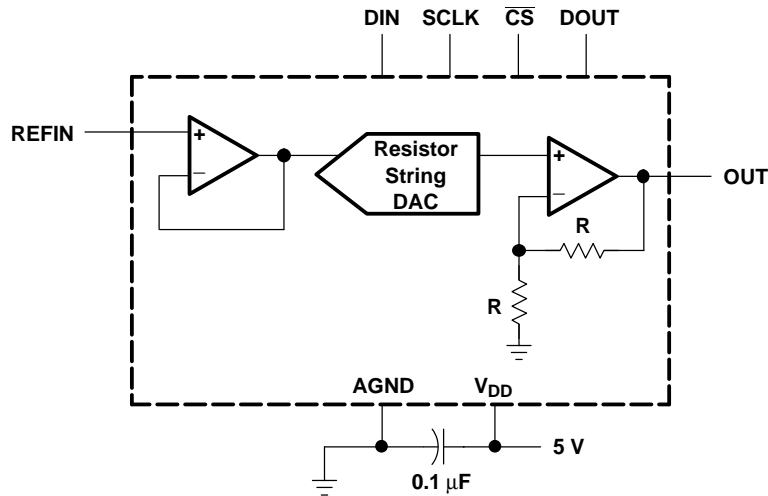 DIN SCLK CS DOUT
REFIN
+
−
Resistor
String
DAC
+
−
OUT
R
R
AGND VDD
5 V
0.1 μF